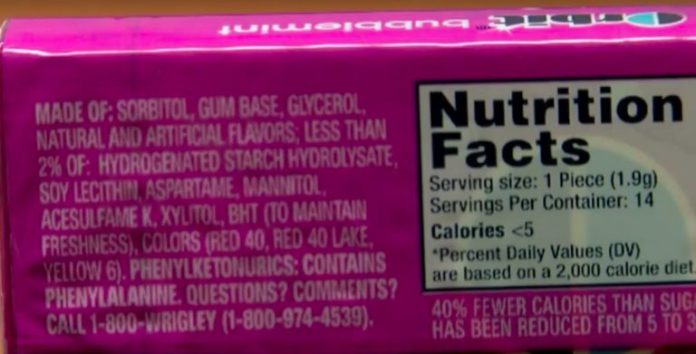 Orbit bubblemint
MADE OF: SORBITOL, GUM BASE, GLYCEROL,
NATURAL AND ARTIFICIAL FLAVORS; LESS THAN
2% OF: HYDROGENATED STARCH HYDROLYSATE,
SOY LECITHIN, ASPARTAME, MANNITOL,
ACESULFAME K, XYLITOL, BHT (TO MAINTAIN
FRESHNESS), COLORS (RED 40, RED 40 LAKE,
YELLOW 6). PHENYLKETONURICS: CONTAINS
PHENYLALANINE. QUESTIONS? COMMENTS?
CALL 1-800-WRIGLEY (1-800-974-4539).
Nutrition
Facts
Serving size: 1 Piece (1.9g)
Servings Per Container: 14
Calories <5
*Percent Daily Values (DV)
are based on a 2,000 calorie diet.
40% FEWER CALORIES THAN SUG
HAS BEEN REDUCED FROM 5 TO 3